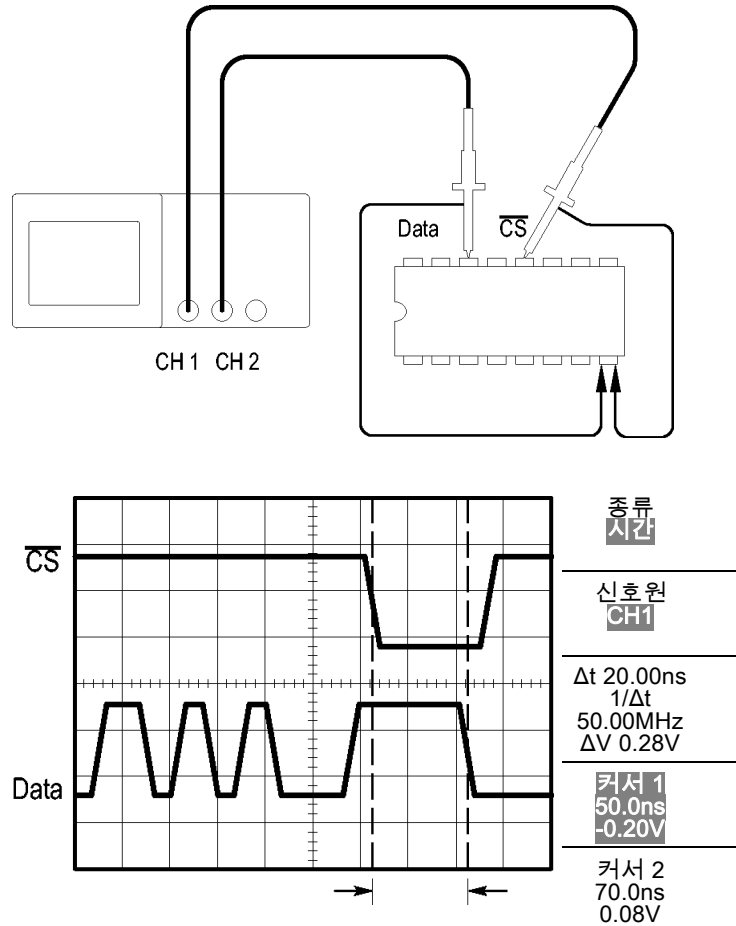 Data
C̅S̅
CH 1 CH 2
C̅S̅
Data
종류
시간
신호원
CH1
Δt 20.00ns
1/Δt
50.00MHz
ΔV 0.28V
커서 1
50.0ns
-0.20V
커서 2
70.0ns
0.08V